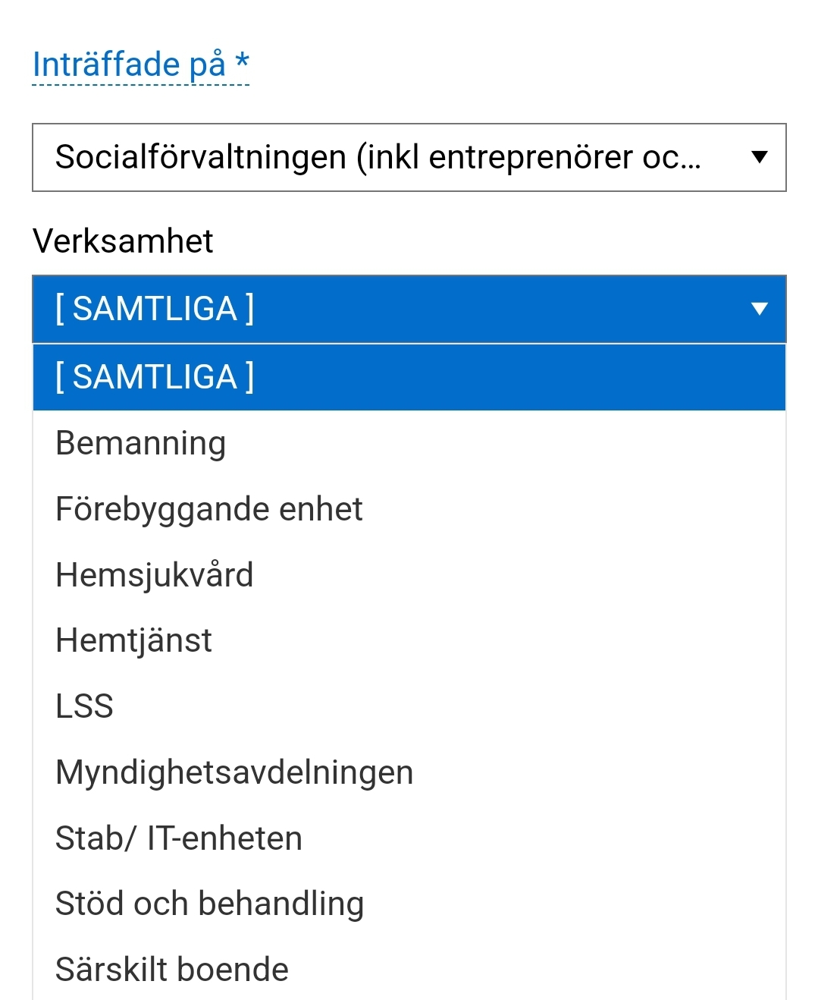 Inträffade på *
Socialförvaltningen (inkl entreprenörer oc...
Verksamhet
[ SAMTLIGA ]
[ SAMTLIGA ]
Bemanning
Förebyggande enhet
Hemsjukvård
Hemtjänst
LSS
Myndighetsavdelningen
Stab/ IT-enheten
Stöd och behandling
Särskilt boende